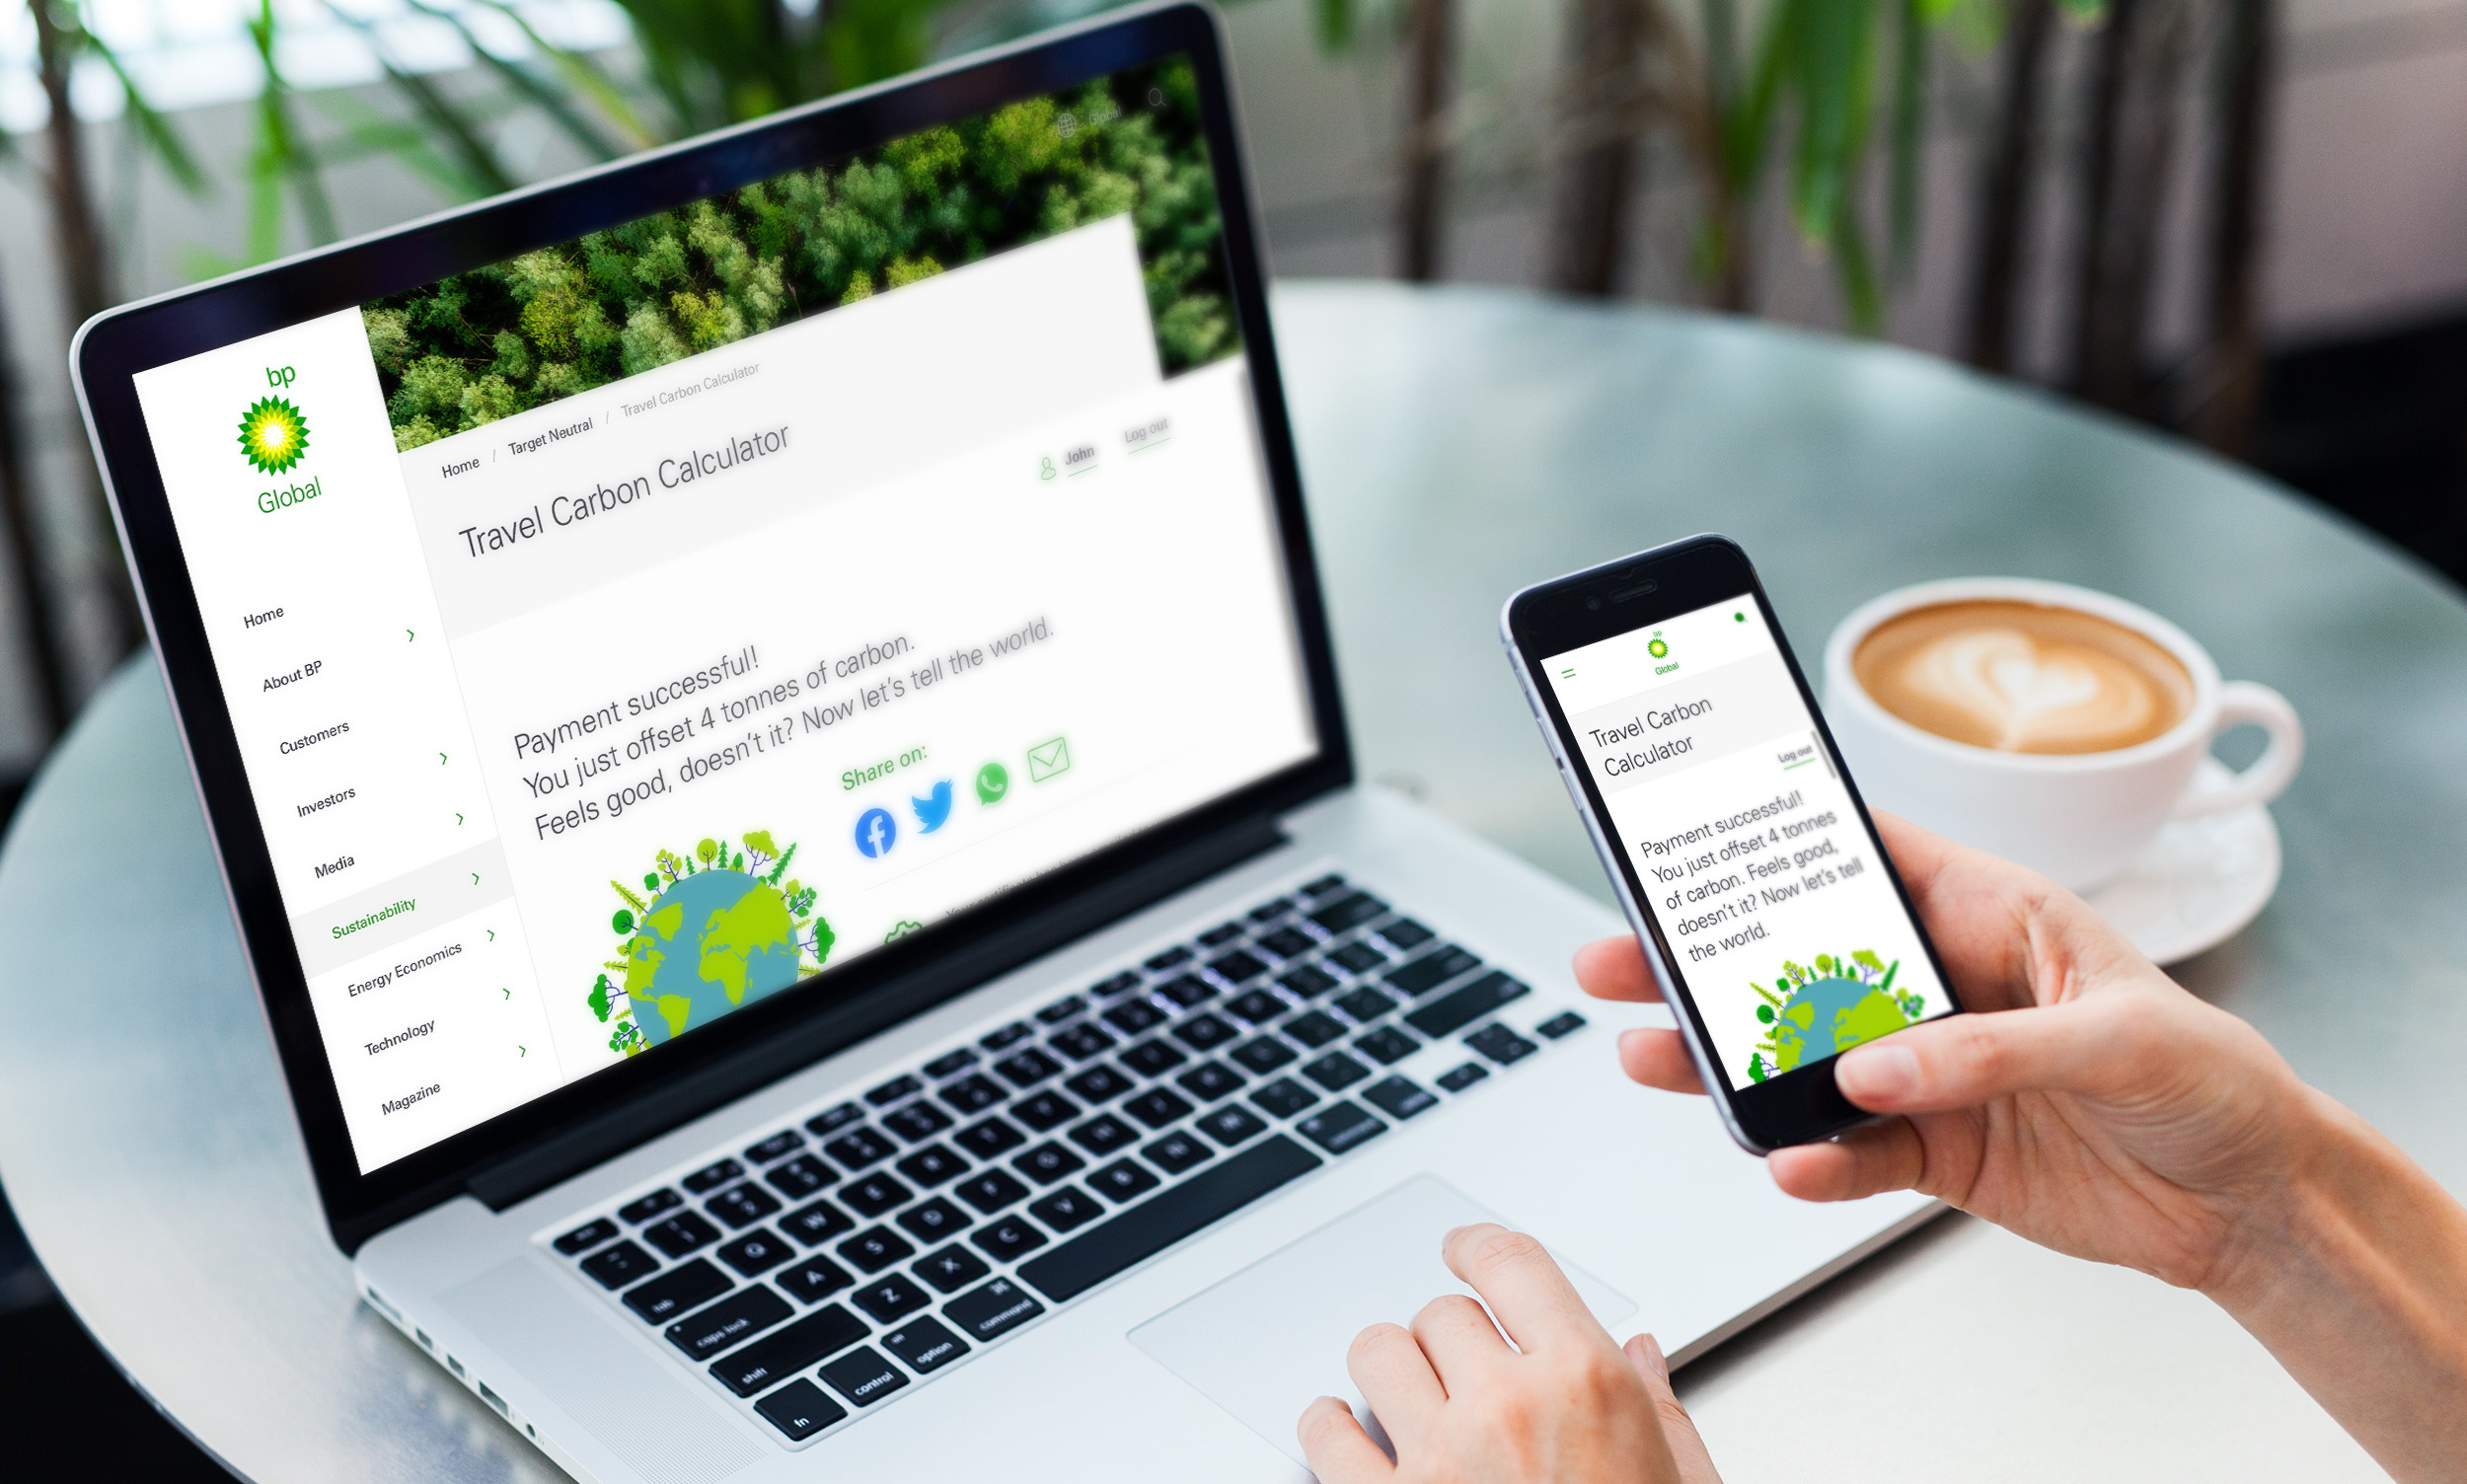 Global
bp
Global
Home / Target Neutral / Travel Carbon Calculator
Travel Carbon Calculator
John Log out
Home
About BP
Customers
Investors
Media
Sustainability
Energy Economics
Technology
Magazine
Payment successful!
You just offset 4 tonnes of carbon.
Feels good, doesn't it? Now let's tell the world.
Share on:
bp
Global
Travel Carbon
Calculator
Log out
Payment successful!
You just offset 4 tonnes
of carbon. Feels good,
doesn't it? Now let's tell
the world.
tab
caps lock
shift
fn
control
option
command
Q
W
E
R
A
S
D
F
Z
X
C
V